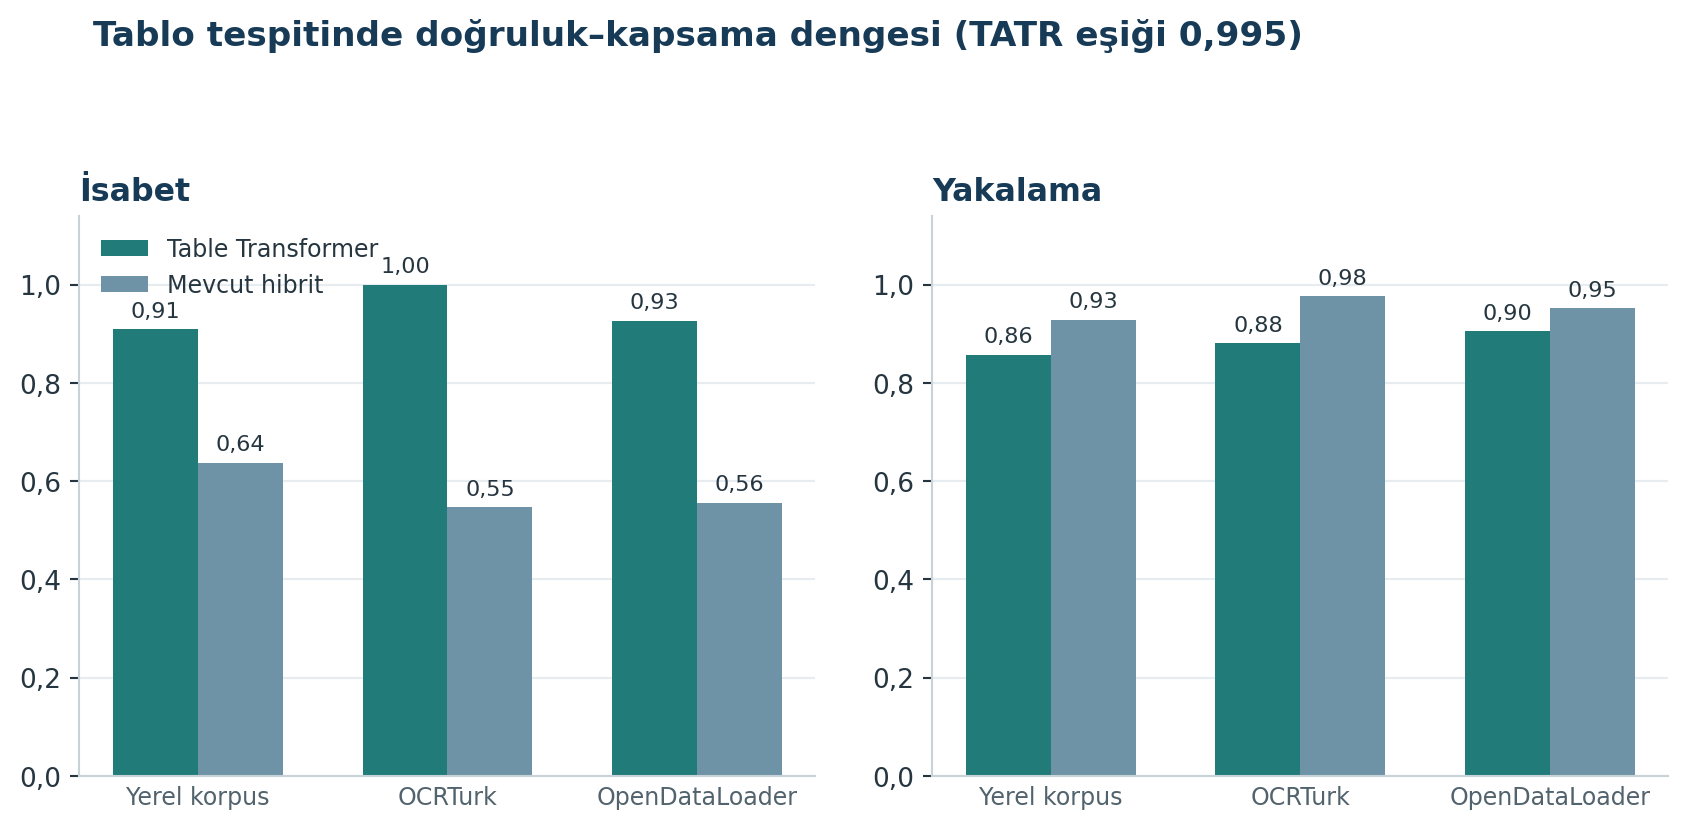 Tablo tespitinde doğruluk–kapsama dengesi (TATR eşiği 0,995)
İsabet
Table Transformer
Mevcut hibrit
1,0
0,8
0,6
0,4
0,2
0,0
0,91
0,64
1,00
0,55
0,93
0,56
Yerel korpus
OCRTurk
OpenDataLoader
Yakalama
1,0
0,8
0,6
0,4
0,2
0,0
0,86
0,93
0,88
0,98
0,90
0,95
Yerel korpus
OCRTurk
OpenDataLoader